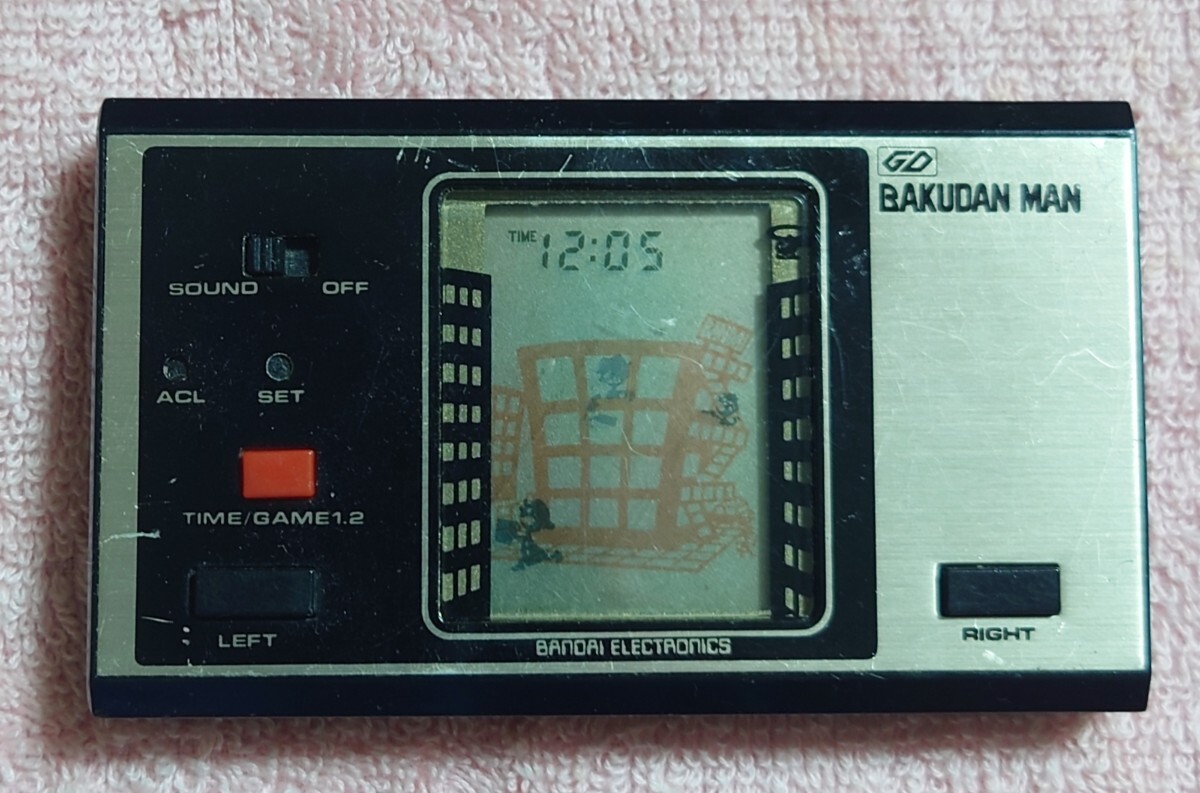 GD
BAKUDAN MAN
TIME 12:05
SOUND OFF
ACL SET
TIME/GAME1.2
LEFT
RIGHT
BANDAI ELECTRONICS